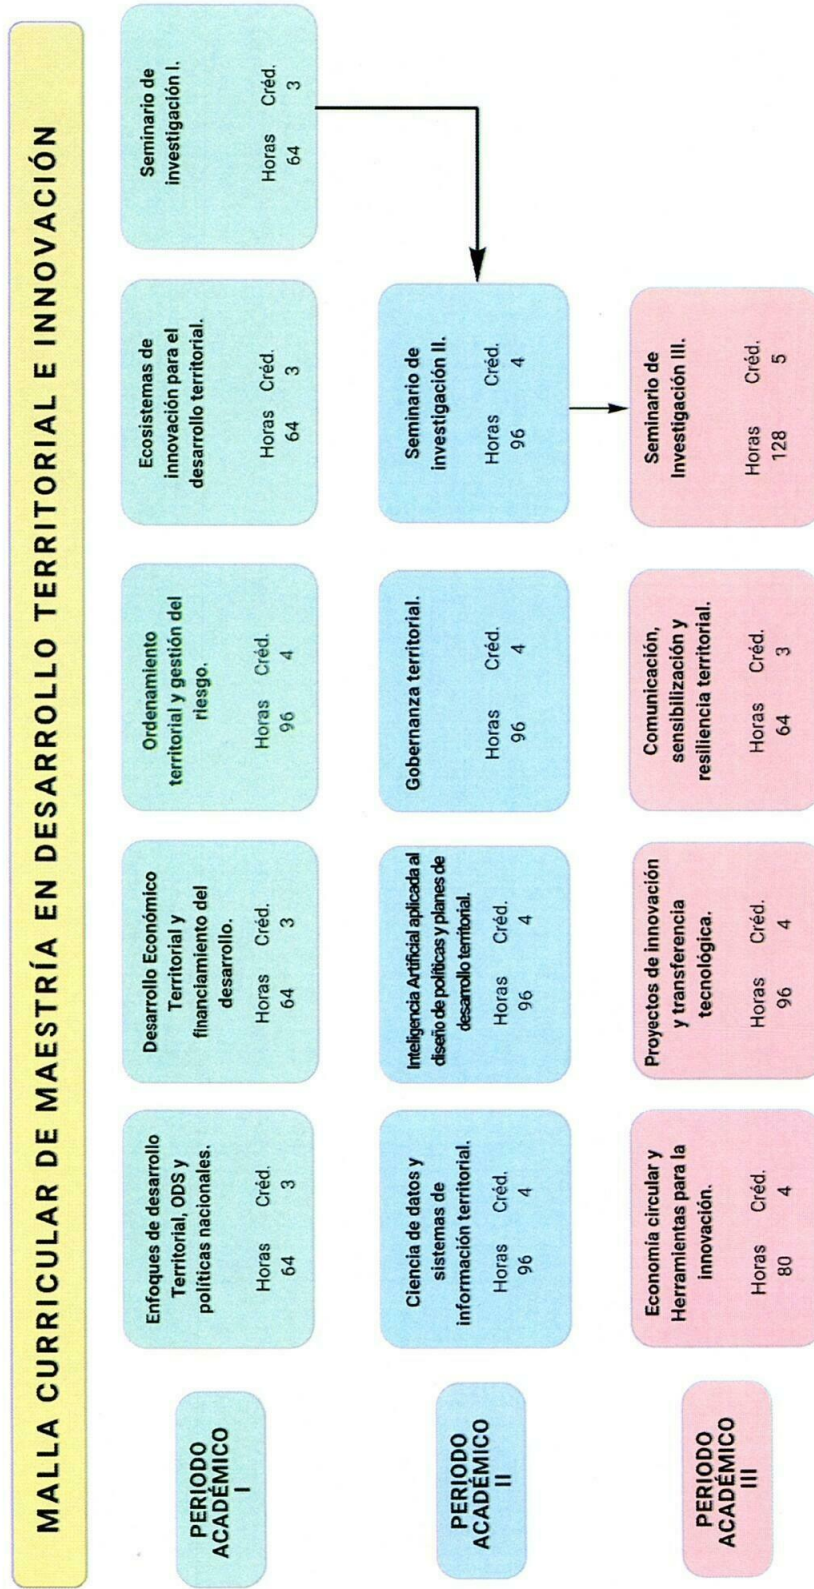 MALLA CURRICULAR DE MAESTRÍA EN DESARROLLO TERRITORIAL E INNOVACIÓN
PERIODO
ACADÉMICO
I
Enfoques de desarrollo
Territorial, ODS y
políticas nacionales.
Horas Créd.
64 3
Desarrollo Económico
Territorial y
financiamiento del
desarrollo.
Horas Créd.
64 3
Ordenamiento
territorial y gestión del
riesgo.
Horas Créd.
96 4
Ecosistemas de
innovación para el
desarrollo territorial.
Horas Créd.
64 3
Seminario de
investigación I.
Horas Créd.
64 3
PERIODO
ACADÉMICO
II
Ciencia de datos y
sistemas de
información territorial.
Horas Créd.
96 4
Inteligencia Artificial aplicada al
diseño de políticas y planes de
desarrollo territorial.
Horas Créd.
96 4
Gobernanza territorial.
Horas Créd.
96 4
Seminario de
investigación II.
Horas Créd.
96 4
PERIODO
ACADÉMICO
III
Economía circular y
Herramientas para la
innovación.
Horas Créd.
80 4
Proyectos de innovación
y transferencia
tecnológica.
Horas Créd.
96 4
Comunicación,
sensibilización y
resiliencia territorial.
Horas Créd.
64 3
Seminario de
Investigación III.
Horas Créd.
128 5